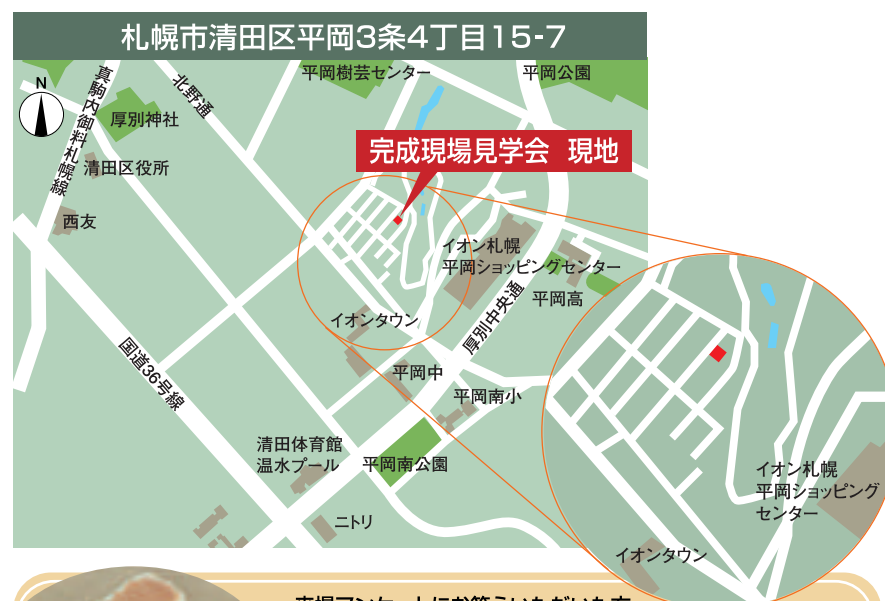 札幌市清田区平岡3条4丁目15-7
N
真駒内御料札幌線
北野通
平岡樹芸センター
平岡公園
厚別神社
清田区役所
西友
完成現場見学会 現地
イオン札幌
平岡ショッピングセンター
平岡高
厚別中央通
イオンタウン
国道36号線
平岡中
平岡南小
清田体育館
温水プール
平岡南公園
ニトリ
イオン札幌
平岡ショッピング
センター
イオンタウン